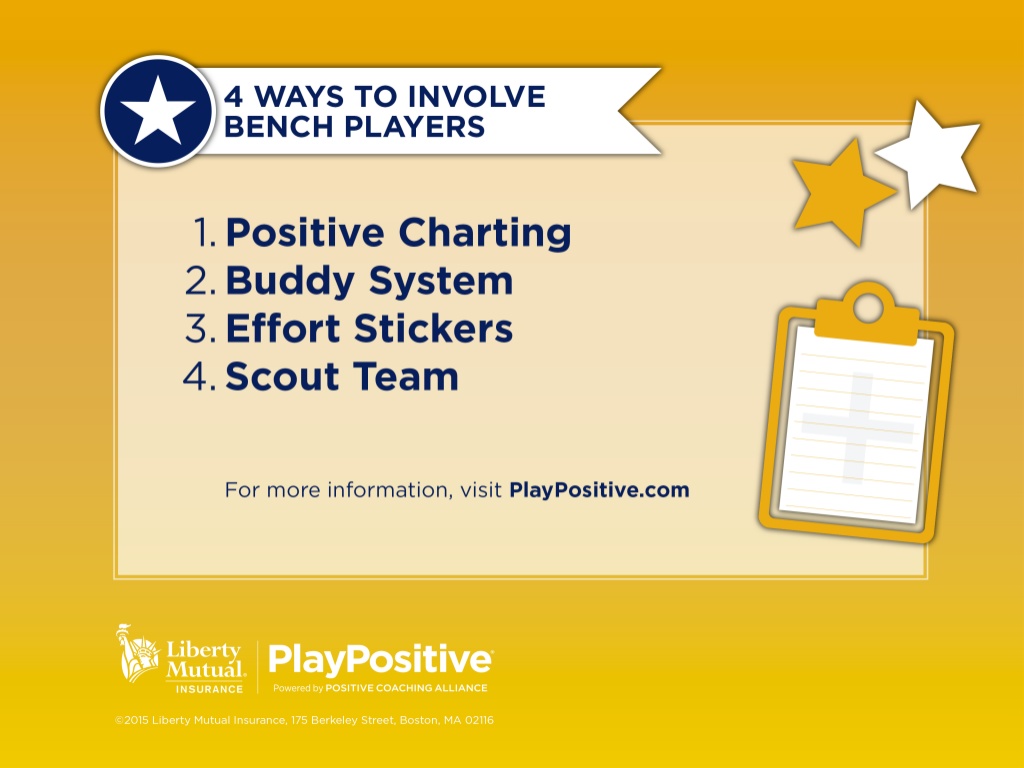 4 WAYS TO INVOLVE
BENCH PLAYERS
1. Positive Charting
2. Buddy System
3. Effort Stickers
4. Scout Team
For more information, visit PlayPositive.com
Liberty
Mutual®
INSURANCE
PlayPositive®
Powered by POSITIVE COACHING ALLIANCE
©2015 Liberty Mutual Insurance, 175 Berkeley Street, Boston, MA 02116